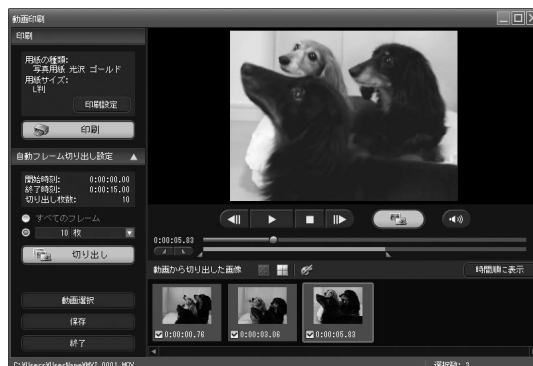 動画印刷
印刷
用紙の種類:
写真用紙 光沢 ゴールド
用紙サイズ:
L判
印刷設定
印刷
自動フレーム切り出し設定
開始時刻: 0:00:00.00
終了時刻: 0:00:15.00
切り出し枚数: 10
すべてのフレーム
10 枚
切り出し
動画選択
保存
終了
0:00:05.83
動画から切り出した画像
時間順に表示
0:00:00.76
0:00:03.06
0:00:05.83
C:¥Users¥UserName¥MVI_0001.MOV
選択数: 3